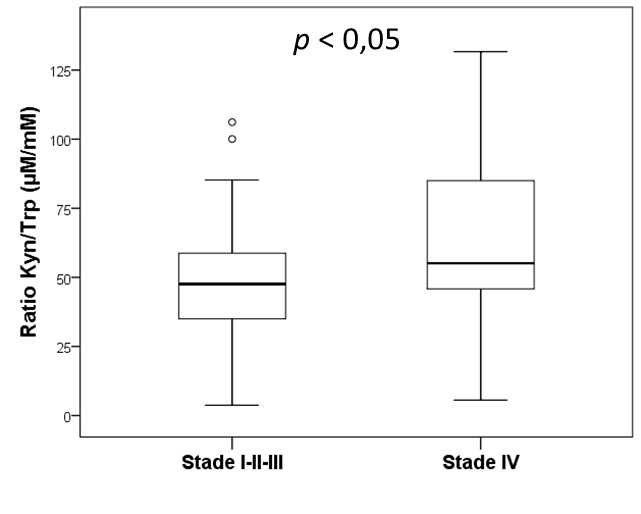 p < 0,05
Ratio Kyn/Trp (µM/mM)
125
100
75
50
25
0
Stade I-II-III
Stade IV